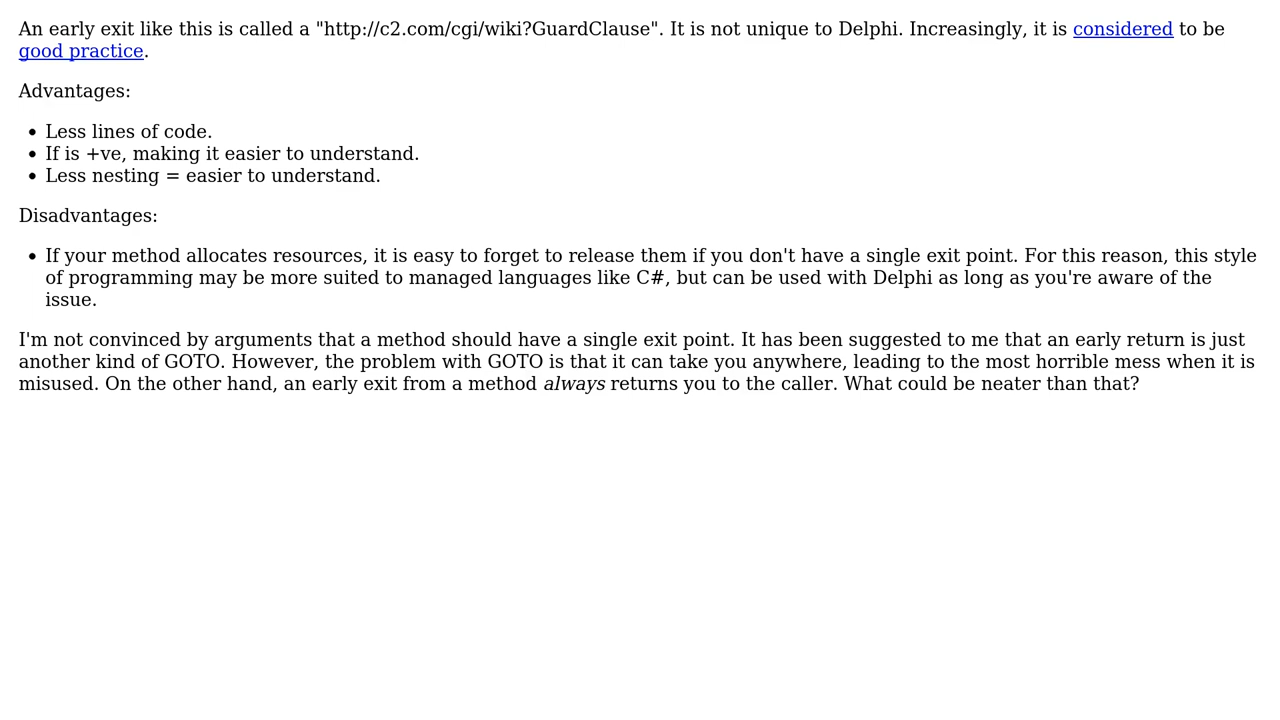 An early exit like this is called a "http://c2.com/cgi/wiki?GuardClause". It is not unique to Delphi. Increasingly, it is considered to be
good practice.
Advantages:
• Less lines of code.
• If is +ve, making it easier to understand.
• Less nesting = easier to understand.
Disadvantages:
• If your method allocates resources, it is easy to forget to release them if you don't have a single exit point. For this reason, this style
of programming may be more suited to managed languages like C#, but can be used with Delphi as long as you're aware of the
issue.
I'm not convinced by arguments that a method should have a single exit point. It has been suggested to me that an early return is just
another kind of GOTO. However, the problem with GOTO is that it can take you anywhere, leading to the most horrible mess when it is
misused. On the other hand, an early exit from a method always returns you to the caller. What could be neater than that?